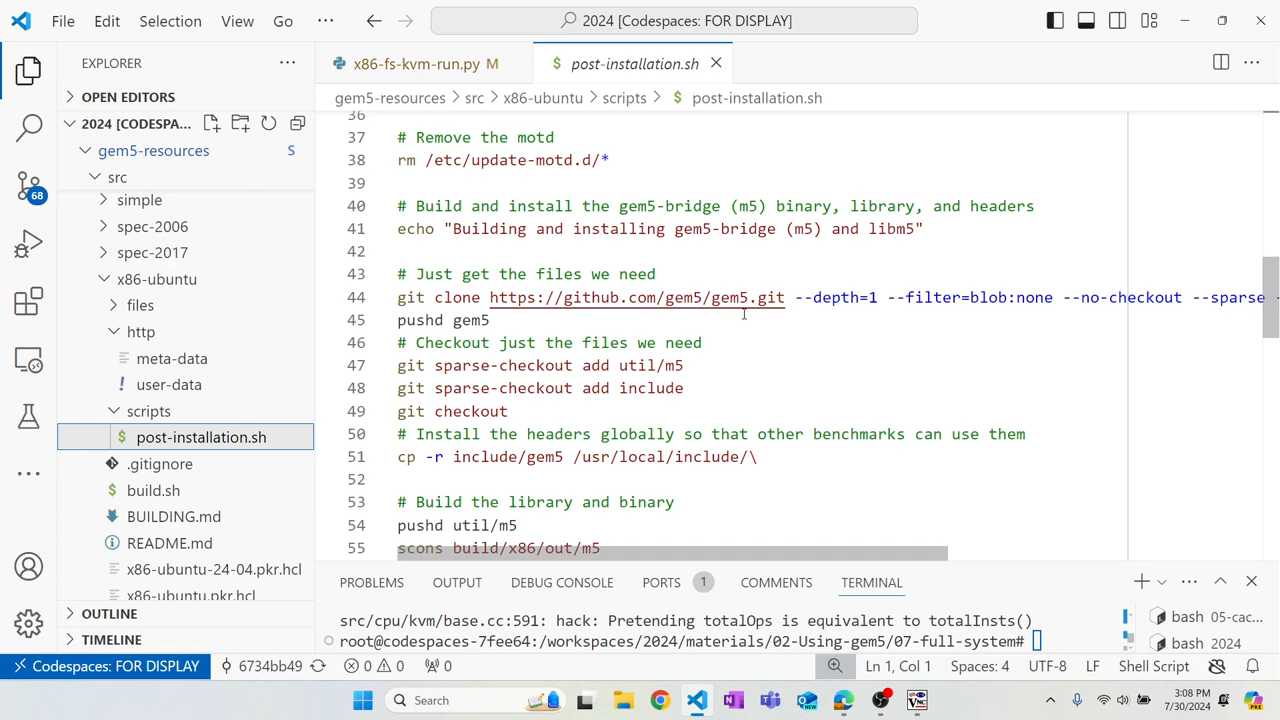 File Edit Selection View Go ··· 2024 [Codespaces: FOR DISPLAY]
EXPLORER
OPEN EDITORS
2024 [CODESPA...
gem5-resources S
src
simple
spec-2006
spec-2017
x86-ubuntu
files
http
meta-data
! user-data
scripts
$ post-installation.sh
.gitignore
$ build.sh
BUILDING.md
README.md
x86-ubuntu-24-04.pkr.hcl
x86-ubuntu.pkr.hcl
OUTLINE
TIMELINE
68
x86-fs-kvm-run.py M
$ post-installation.sh
gem5-resources > src > x86-ubuntu > scripts > $ post-installation.sh
36
37 # Remove the motd
38 rm /etc/update-motd.d/*
39
40 # Build and install the gem5-bridge (m5) binary, library, and headers
41 echo "Building and installing gem5-bridge (m5) and libm5"
42
43 # Just get the files we need
44 git clone https://github.com/gem5/gem5.git --depth=1 --filter=blob:none --no-checkout --sparse -
45 pushd gem5
46 # Checkout just the files we need
47 git sparse-checkout add util/m5
48 git sparse-checkout add include
49 git checkout
50 # Install the headers globally so that other benchmarks can use them
51 cp -r include/gem5 /usr/local/include/\
52
53 # Build the library and binary
54 pushd util/m5
55 scons build/x86/out/m5
PROBLEMS OUTPUT DEBUG CONSOLE PORTS 1 COMMENTS TERMINAL
src/cpu/kvm/base.cc:591: hack: Pretending totalOps is equivalent to totalInsts()
root@codespaces-7fee64:/workspaces/2024/materials/02-Using-gem5/07-full-system#
bash 05-cac...
bash 2024
Codespaces: FOR DISPLAY 6734bb49 0 0 0 Ln 1, Col 1 Spaces: 4 UTF-8 LF Shell Script
Search
3:08 PM
7/30/2024